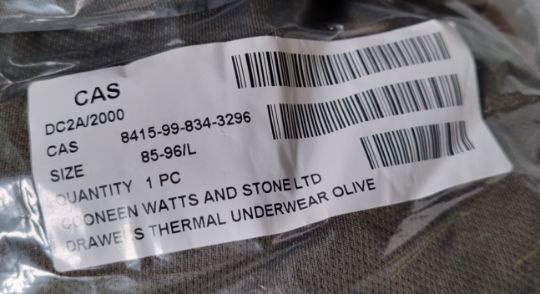 CAS
DC2A/2000
CAS 8415-99-834-3296
SIZE 85-96/L
QUANTITY 1 PC
COONEEN WATTS AND STONE LTD
DRAWERS THERMAL UNDERWEAR OLIVE